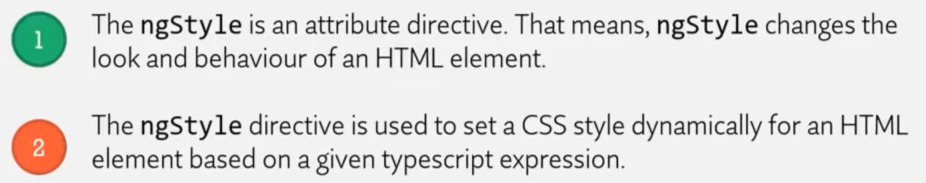 1
The ngStyle is an attribute directive. That means, ngStyle changes the
look and behaviour of an HTML element.
2
The ngStyle directive is used to set a CSS style dynamically for an HTML
element based on a given typescript expression.